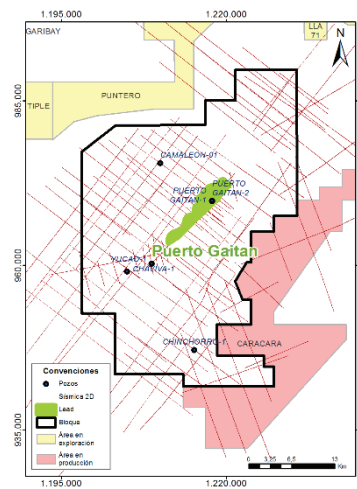 1.195.000
1.220.000
GARIBAY
LLA
71
N
985.000
PUNTERO
TIPLE
CAMALEON-01
PUERTO
GAITAN-2
PUERTO
GAITAN-1
Puerto Gaitan
960.000
CHAVIVA-1
CHINCHORRO-1
CARACARA
935.000
Convenciones
Pozos
Sísmica 2D
Lead
Bloque
Área en
exploración
Área en
producción
0 3,25 6,5 13
Km
1.195.000
1.220.000